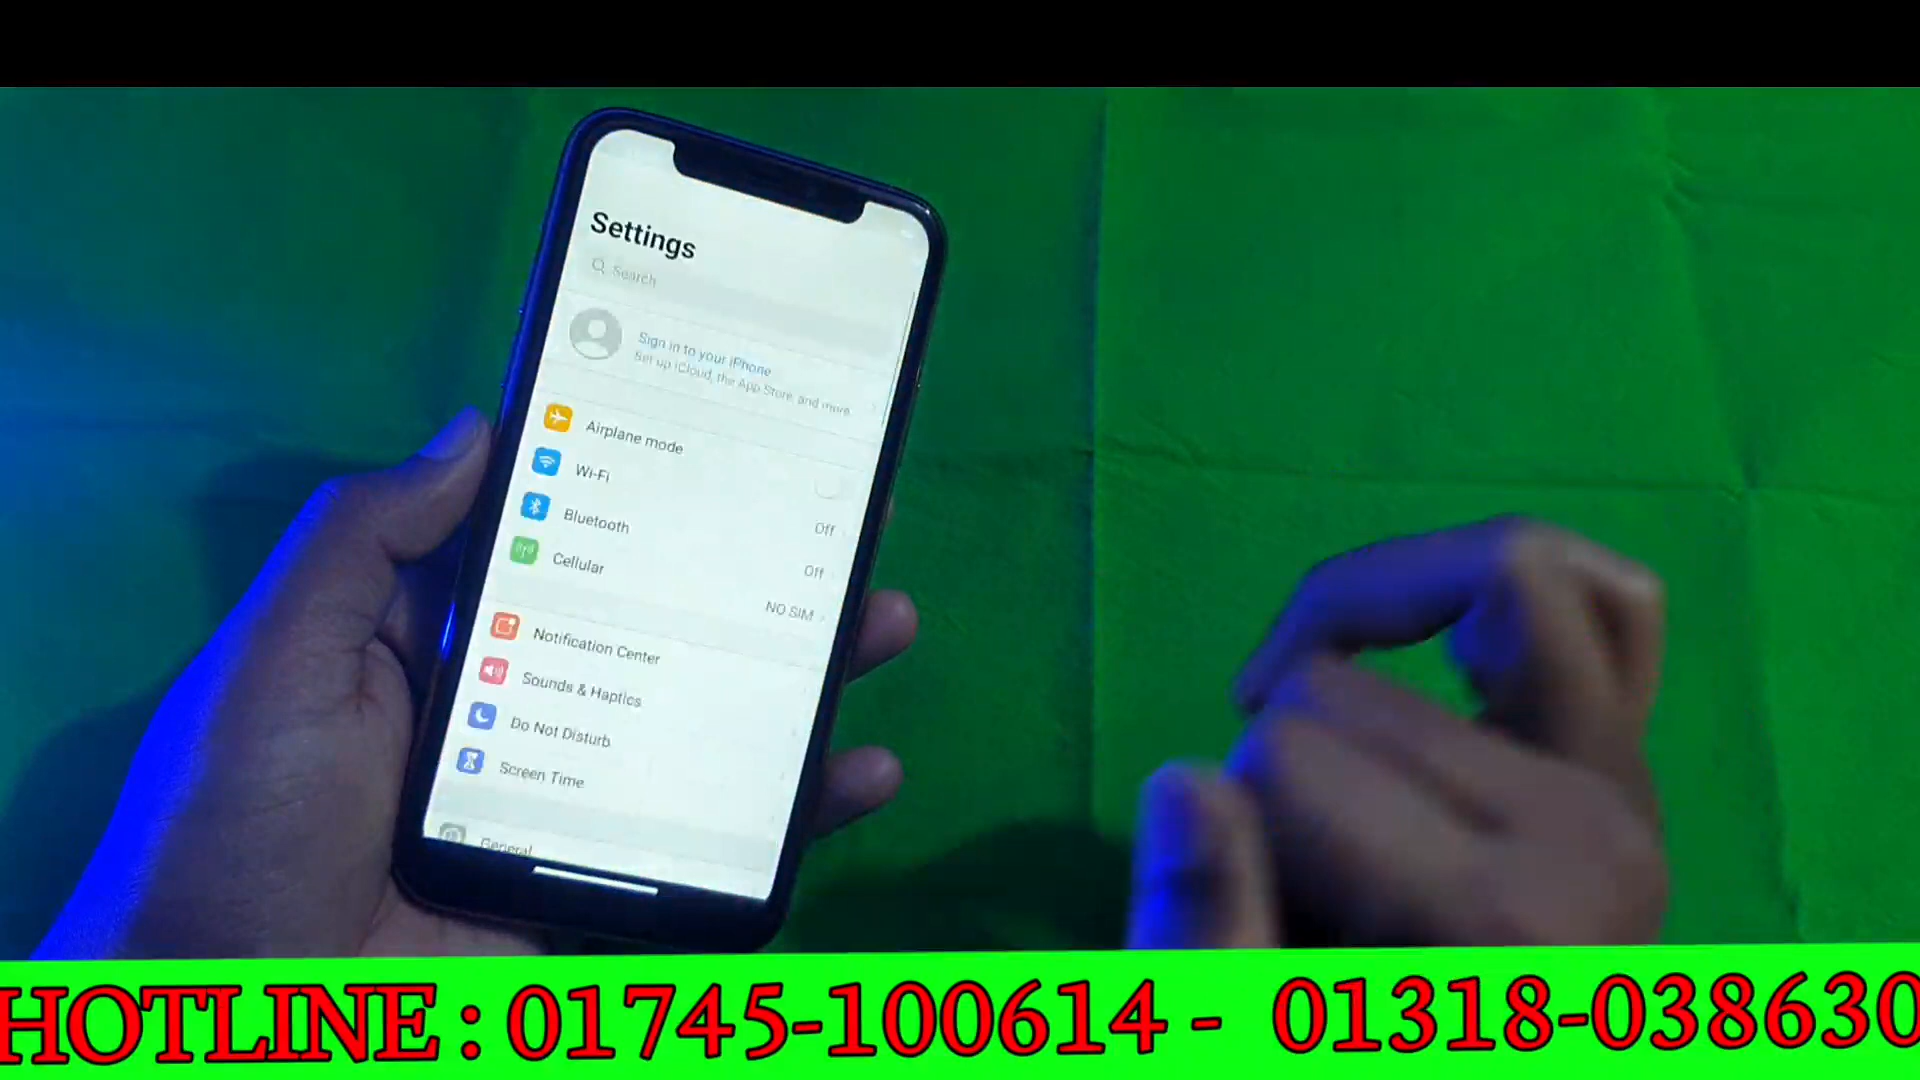 Settings
Search
Sign in to your iPhone
Set up iCloud, the App Store, and more.
Airplane mode
Wi-Fi
Off
Bluetooth
Off
Cellular
NO SIM
Notification Center
Sounds & Haptics
Do Not Disturb
Screen Time
General
HOTLINE : 01745-100614 - 01318-038630